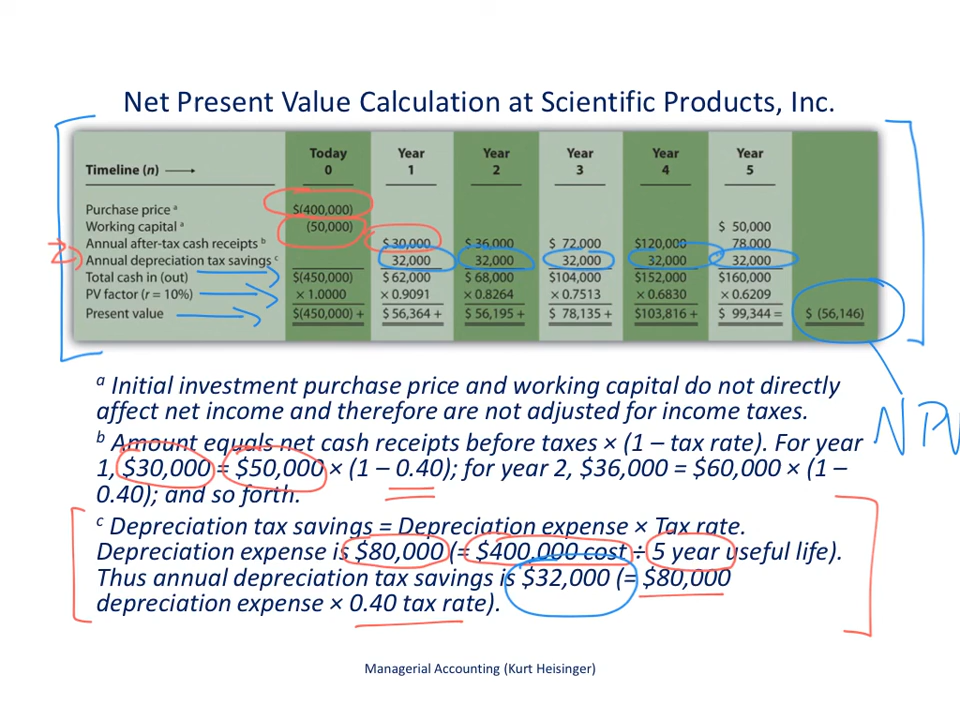 Net Present Value Calculation at Scientific Products, Inc.
Today Year Year Year Year Year
Timeline (n) → 0 1 2 3 4 5
Purchase price ᵃ $(400,000)
Working capital ᵃ (50,000) $ 50,000
Annual after-tax cash receipts ᵇ $ 30,000 $ 36,000 $ 72,000 $120,000 78,000
2) Annual depreciation tax savings ᶜ 32,000 32,000 32,000 32,000 32,000
Total cash in (out) $(450,000) $ 62,000 $ 68,000 $104,000 $152,000 $160,000
PV factor (r = 10%) × 1.0000 × 0.9091 × 0.8264 × 0.7513 × 0.6830 × 0.6209
Present value $(450,000) + $ 56,364 + $ 56,195 + $ 78,135 + $103,816 + $ 99,344 = $ (56,146)
ᵃ Initial investment purchase price and working capital do not directly
affect net income and therefore are not adjusted for income taxes.
NPV
ᵇ Amount equals net cash receipts before taxes × (1 – tax rate). For year
1, $30,000 = $50,000 × (1 – 0.40); for year 2, $36,000 = $60,000 × (1 –
0.40); and so forth.
ᶜ Depreciation tax savings = Depreciation expense × Tax rate.
Depreciation expense is $80,000 (= $400,000 cost ÷ 5 year useful life).
Thus annual depreciation tax savings is $32,000 (= $80,000
depreciation expense × 0.40 tax rate).
Managerial Accounting (Kurt Heisinger)